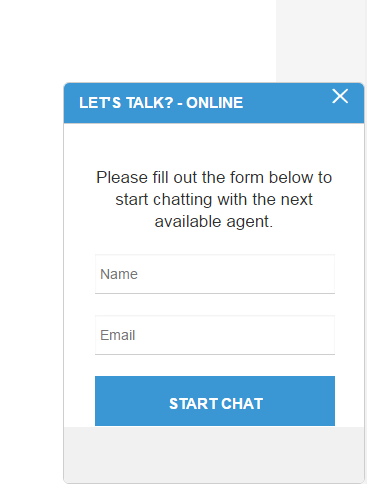 LET'S TALK? - ONLINE
Please fill out the form below to
start chatting with the next
available agent.
Name
Email
START CHAT